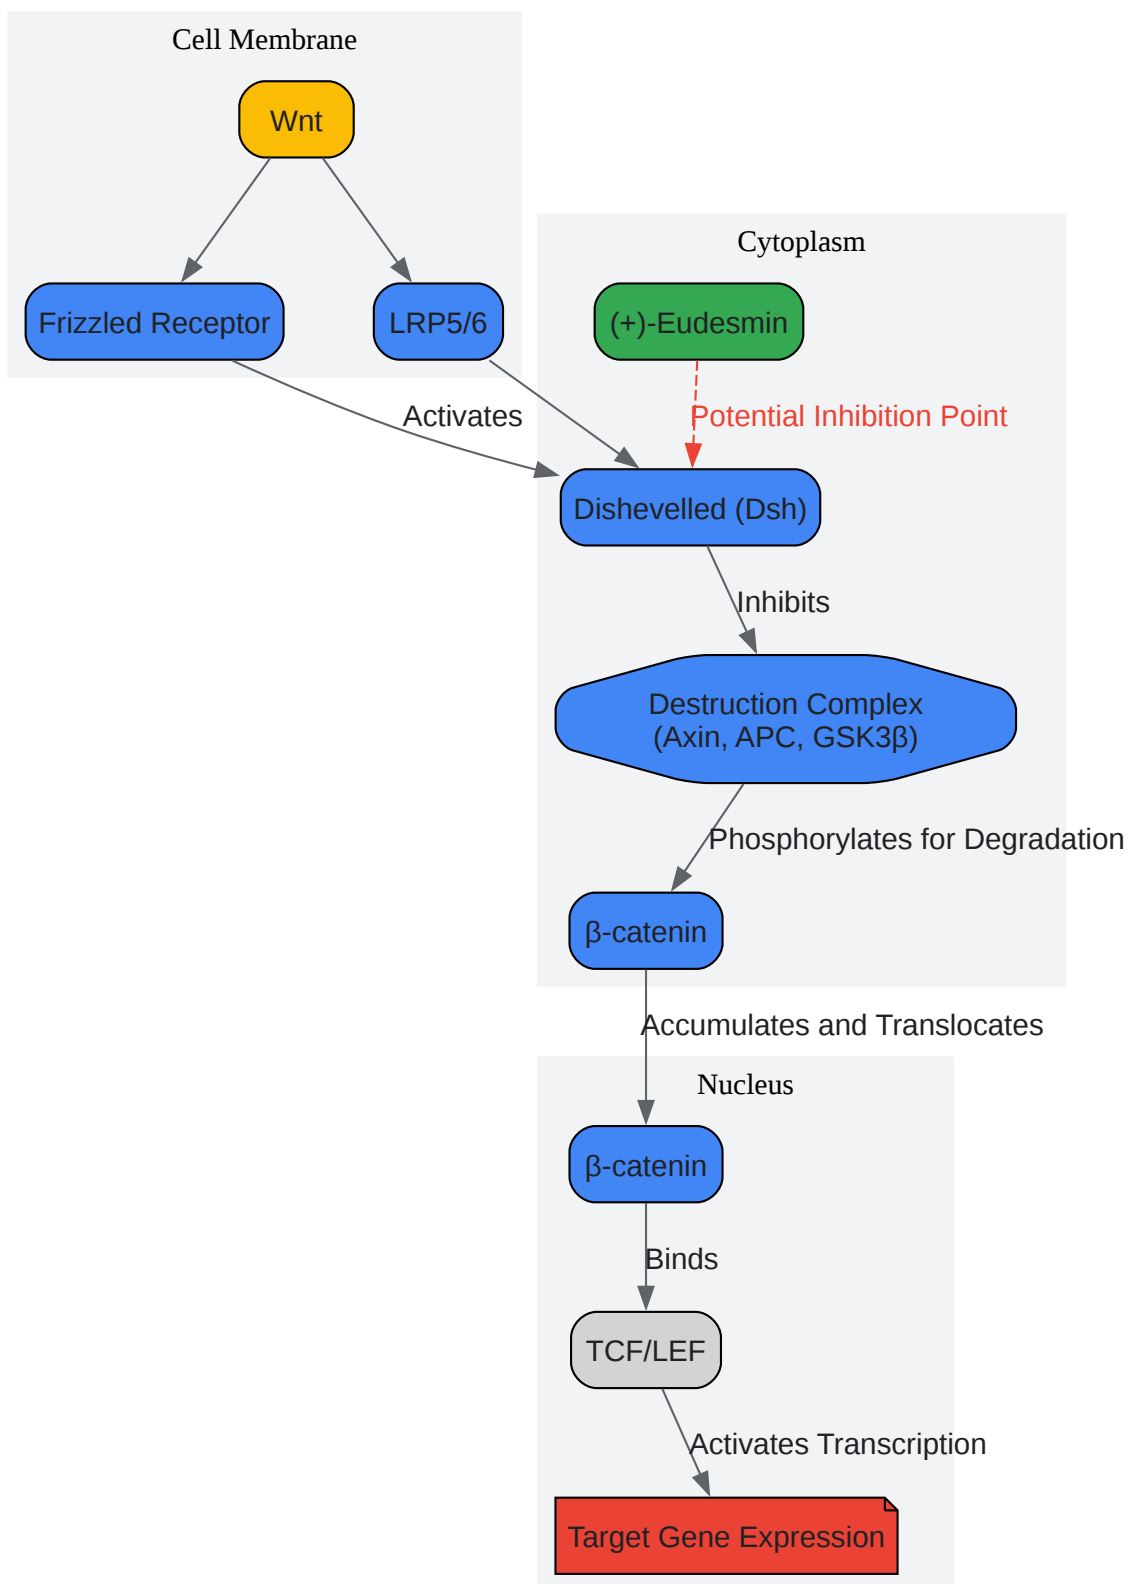 Cell Membrane
Wnt
Cytoplasm
Frizzled Receptor
LRP5/6
(+)-Eudesmin
Activates
Potential Inhibition Point
Dishevelled (Dsh)
Inhibits
Destruction Complex
(Axin, APC, GSK3β)
Phosphorylates for Degradation
β-catenin
Accumulates and Translocates
Nucleus
β-catenin
Binds
TCF/LEF
Activates Transcription
Target Gene Expression